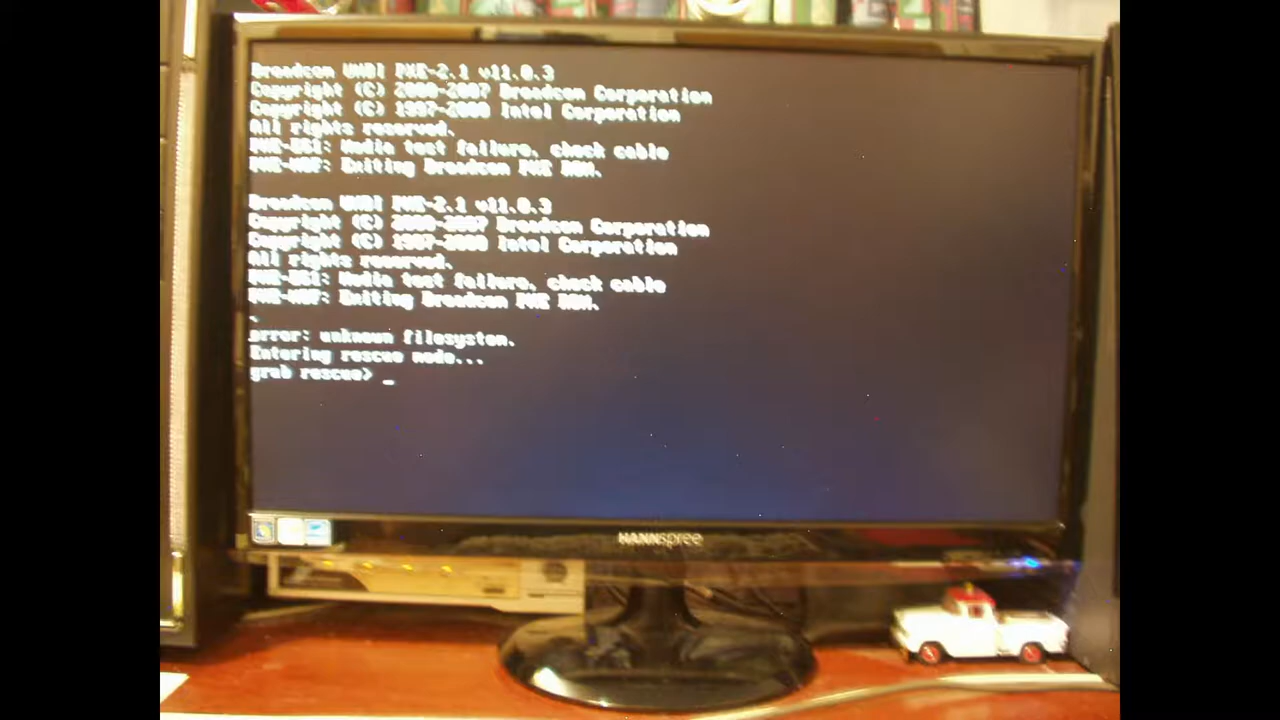 Broadcom UNDI PXE-2.1 v11.0.3
Copyright (C) 2000-2007 Broadcom Corporation
Copyright (C) 1997-2000 Intel Corporation
All rights reserved.
PXE-E61: Media test failure, check cable
PXE-M0F: Exiting Broadcom PXE ROM.
Broadcom UNDI PXE-2.1 v11.0.3
Copyright (C) 2000-2007 Broadcom Corporation
Copyright (C) 1997-2000 Intel Corporation
All rights reserved.
PXE-E61: Media test failure, check cable
PXE-M0F: Exiting Broadcom PXE ROM.
error: unknown filesystem.
Entering rescue mode...
grub rescue> _
HANNspree